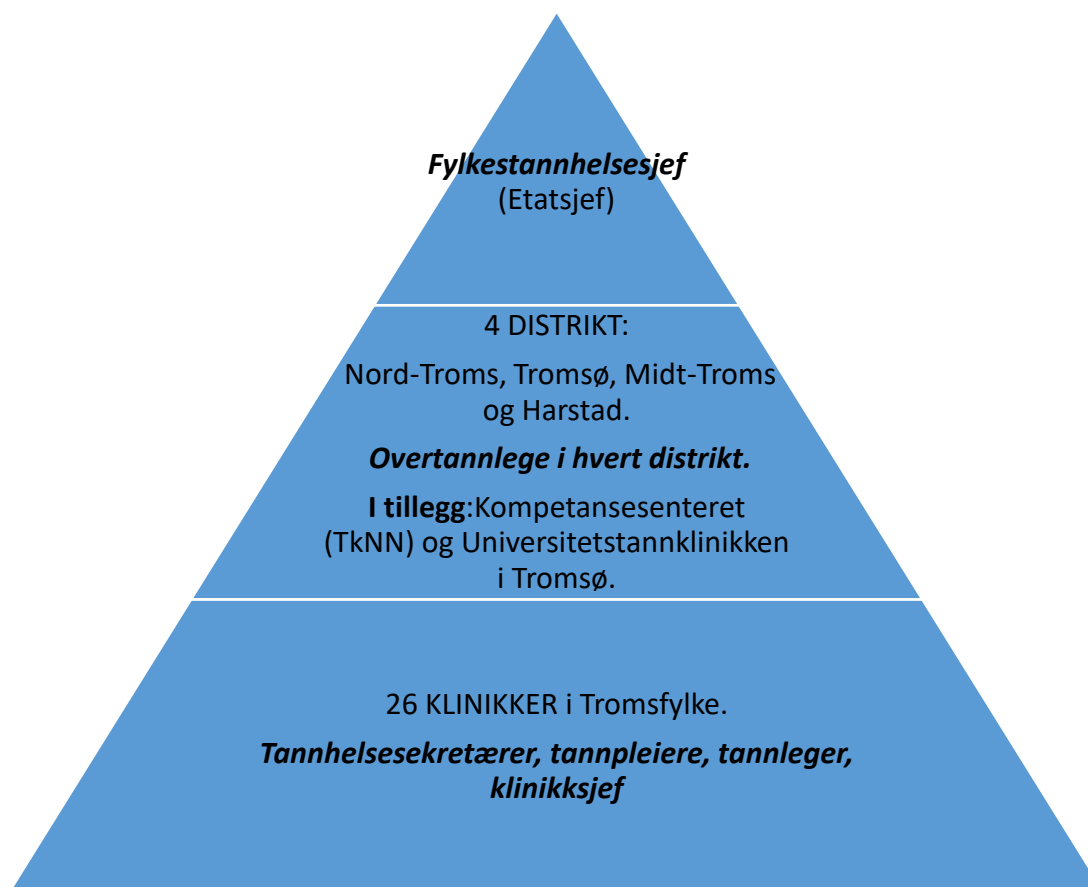 Fylkestannhelsesjef
(Etatsjef)
4 DISTRIKT:
Nord-Troms, Tromsø, Midt-Troms
og Harstad.
Overtannlege i hvert distrikt.
I tillegg:Kompetansesenteret
(TkNN) og Universitetstannklinikken
i Tromsø.
26 KLINIKKER i Tromsfylke.
Tannhelsesekretærer, tannpleiere, tannleger,
klinikksjef